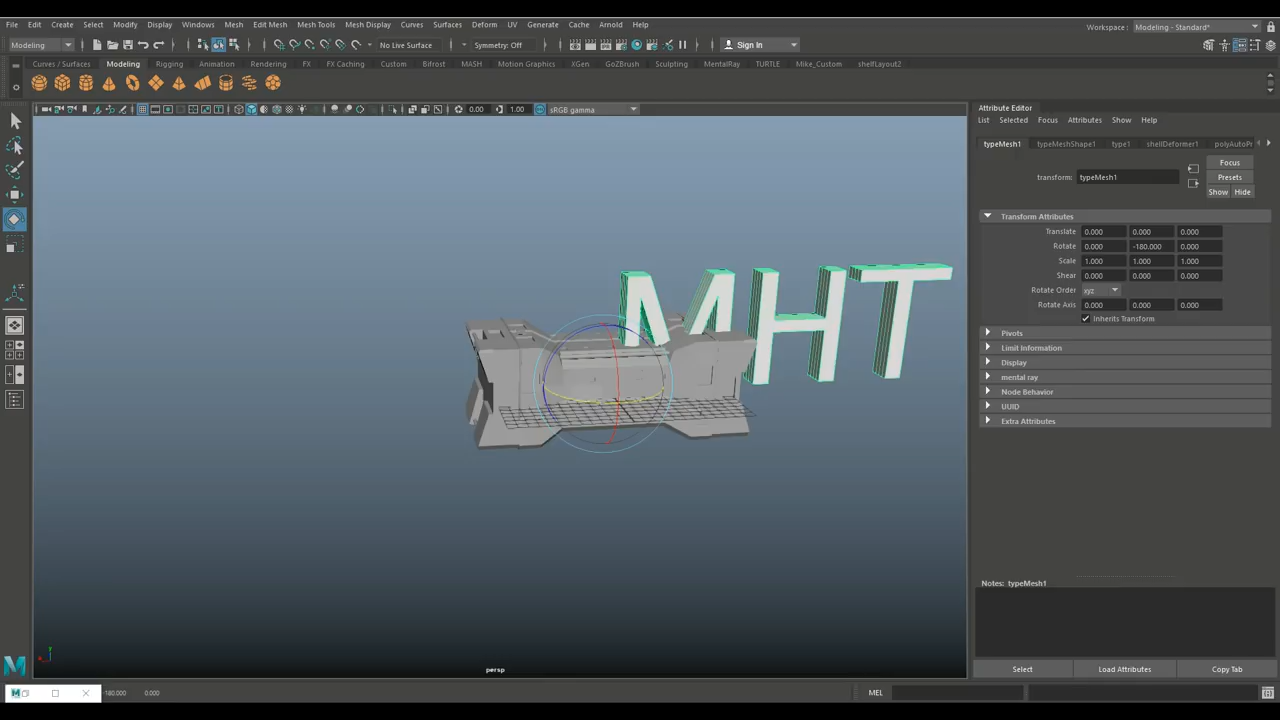 File Edit Create Select Modify Display Windows Mesh Edit Mesh Mesh Tools Mesh Display Curves Surfaces Deform UV Generate Cache Arnold Help
Workspace : Modeling - Standard*
Modeling No Live Surface Symmetry: Off Sign In
Curves / Surfaces Modeling Rigging Animation Rendering FX FX Caching Custom Bifrost MASH Motion Graphics XGen GoZBrush Sculpting MentalRay TURTLE Mike_Custom shelfLayout2
0.00 1.00 sRGB gamma
Attribute Editor
List Selected Focus Attributes Show Help
typeMesh1 typeMeshShape1 type1 shellDeformer1 polyAutoPr
transform: typeMesh1
Focus
Presets
Show Hide
Transform Attributes
Translate 0.000 0.000 0.000
Rotate 0.000 -180.000 0.000
Scale 1.000 1.000 1.000
Shear 0.000 0.000 0.000
Rotate Order xyz
Rotate Axis 0.000 0.000 0.000
Inherits Transform
Pivots
Limit Information
Display
mental ray
Node Behavior
UUID
Extra Attributes
MHT
persp
Notes: typeMesh1
Select Load Attributes Copy Tab
180.000 0.000
MEL